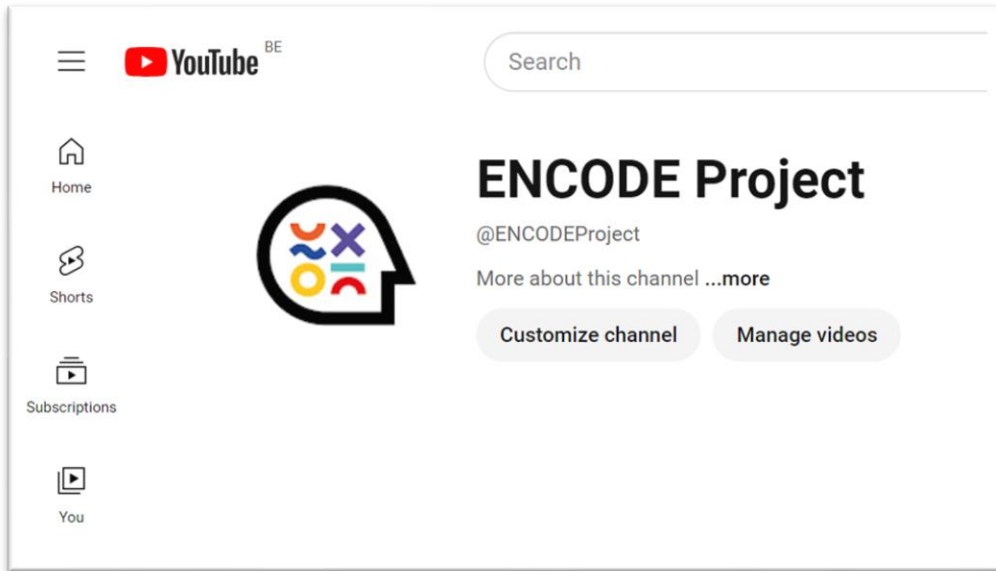 YouTube BE
Search
Home
Shorts
Subscriptions
You
ENCODE Project
@ENCODEProject
More about this channel ...more
Customize channel Manage videos